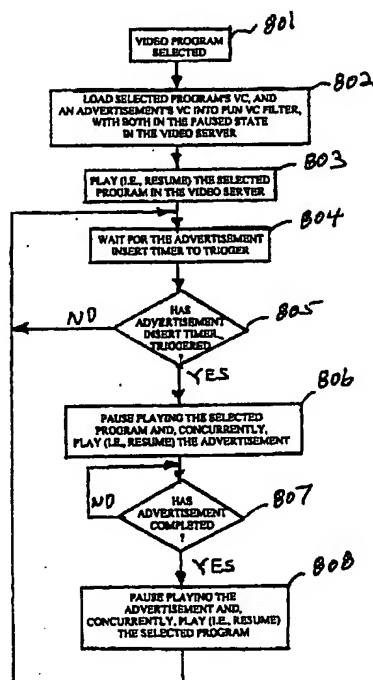 801
VIDEO PROGRAM
SELECTED
802
LOAD SELECTED PROGRAM'S VC, AND
AN ADVERTISEMENT'S VC INTO PUN VC FILTER,
WITH BOTH IN THE PAUSED STATE
IN THE VIDEO SERVER
803
PLAY (I.E., RESUME) THE SELECTED
PROGRAM IN THE VIDEO SERVER
804
WAIT FOR THE ADVERTISEMENT
INSERT TIMER TO TRIGGER
805
NO
HAS
ADVERTISEMENT
INSERT TIMER
TRIGGERED
?
YES
806
PAUSE PLAYING THE SELECTED
PROGRAM AND, CONCURRENTLY,
PLAY (I.E., RESUME) THE ADVERTISEMENT
807
NO
HAS
ADVERTISEMENT
COMPLETED
?
YES
808
PAUSE PLAYING THE
ADVERTISEMENT AND,
CONCURRENTLY, PLAY (I.E., RESUME)
THE SELECTED PROGRAM